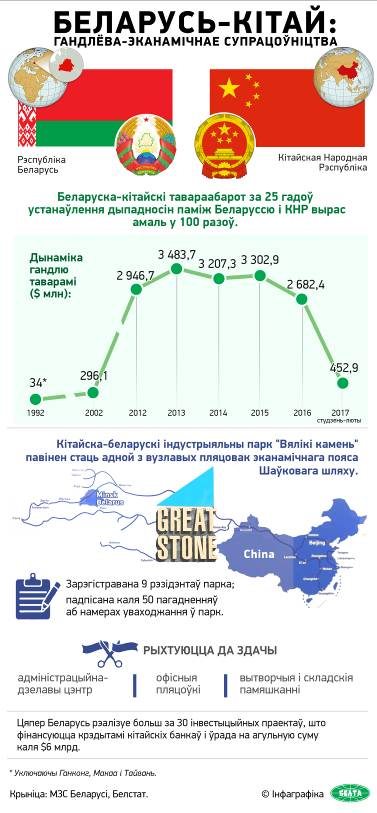 БЕЛАРУСЬ-КІТАЙ:
ГАНДЛЁВА-ЭКАНАМІЧНАЕ СУПРАЦОЎНІЦТВА
Рэспубліка
Беларусь
Кітайская Народная
Рэспубліка
Беларуска-кітайскі тавараабарот за 25 гадоў
устанаўлення дыпадносін паміж Беларуссю і КНР вырас
амаль у 100 разоў.
Дынаміка
гандлю
таварамі
($ млн):
34*
296,1
2 946,7
3 483,7
3 207,3
3 302,9
2 682,4
452,9
1992 2002 2012 2013 2014 2015 2016 2017
студзень-люты
Кітайска-беларускі індустрыяльны парк "Вялікі камень"
павінен стаць адной з вузлавых пляцовак эканамічнага пояса
Шаўковага шляху.
Minsk
Belarus
GREAT
STONE
China
Beijing
Xi'an
Зарэгістравана 9 рэзідэнтаў парка;
падпісана каля 50 пагадненняў
аб намерах уваходжання ў парк.
РЫХТУЮЦЦА ДА ЗДАЧЫ
адміністрацыйна-
дзелавы цэнтр
офісныя
пляцоўкі
вытворчыя і складскія
памяшканні
Цяпер Беларусь рэалізуе больш за 30 інвестыцыйных праектаў, што
фінансуюцца крэдытамі кітайскіх банкаў і ўрада на агульную суму
каля $6 млрд.
* Уключаючы Ганконг, Макаа і Тайвань.
Крыніца: МЗС Беларусі, Белстат.
© Інфаграфіка
БЕЛТА